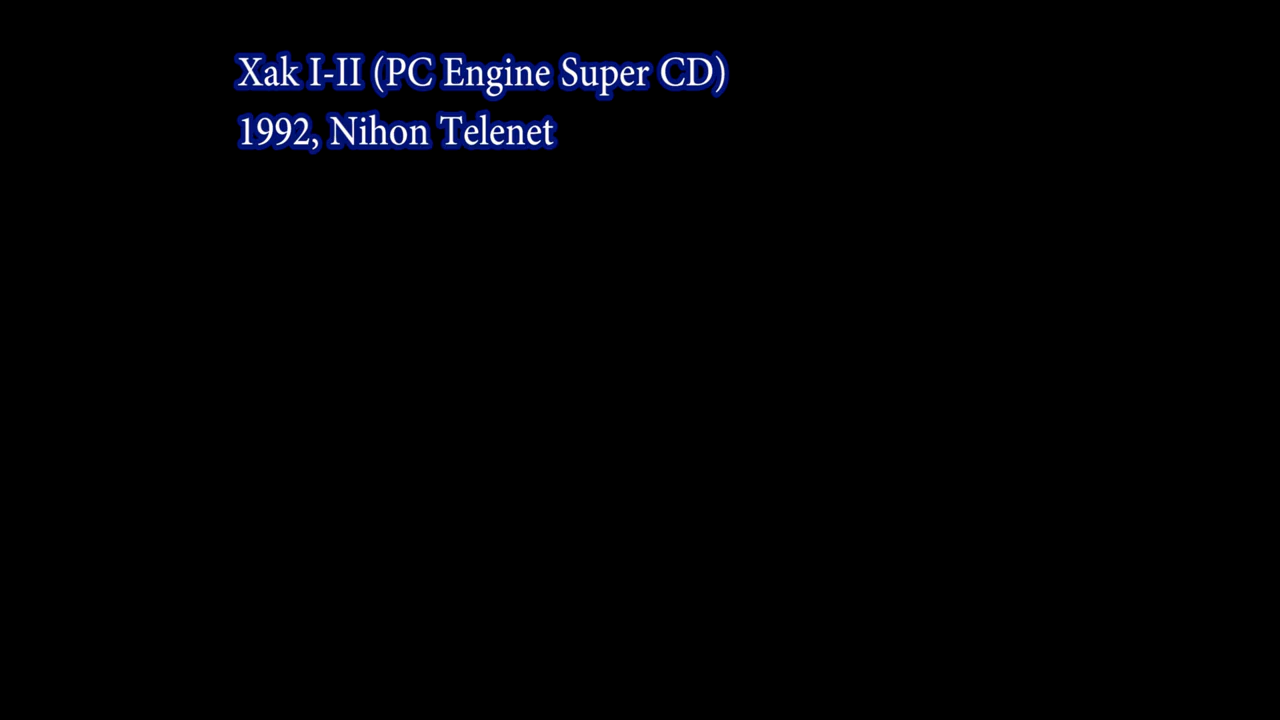 Xak I-II (PC Engine Super CD)
1992, Nihon Telenet